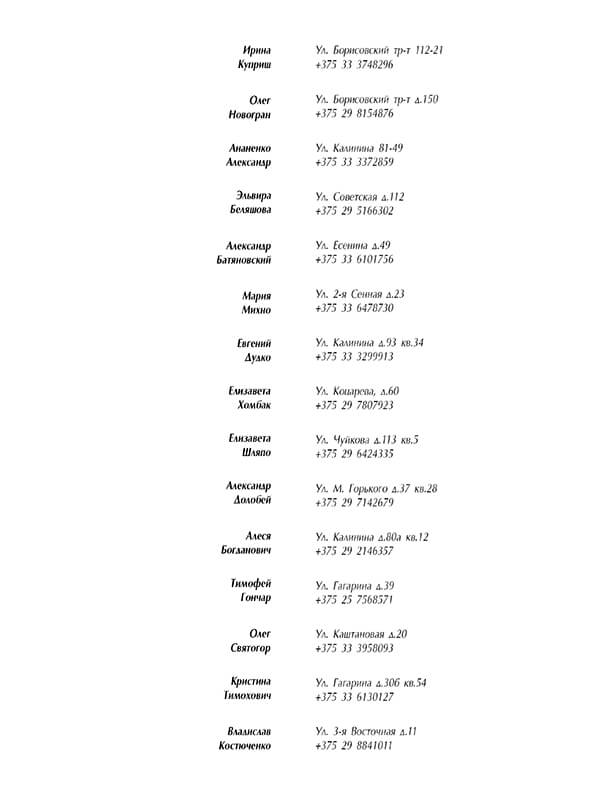 Ирина
Куприш
Ул. Борисовский тр-т 112-21
+375 33 3748296
Олег
Новогран
Ул. Борисовский тр-т д.150
+375 29 8154876
Ананенко
Александр
Ул. Калинина 81-49
+375 33 3372859
Эльвира
Беляшова
Ул. Советская д.112
+375 29 5166302
Александр
Батяновский
Ул. Есенина д.49
+375 33 6101756
Мария
Михно
Ул. 2-я Сенная д.23
+375 33 6478730
Евгений
Дудко
Ул. Калинина д.93 кв.34
+375 33 3299913
Елизавета
Хомбак
Ул. Коцарева, д.60
+375 29 7807923
Елизавета
Шляпо
Ул. Чуйкова д.113 кв.5
+375 29 6424335
Александр
Долобей
Ул. М. Горького д.37 кв.28
+375 29 7142679
Алеся
Богданович
Ул. Калинина д.80а кв.12
+375 29 2146357
Тимофей
Гончар
Ул. Гагарина д.39
+375 25 7568571
Олег
Святогор
Ул. Каштановая д.20
+375 33 3958093
Кристина
Тимохович
Ул. Гагарина д.30б кв.54
+375 33 6130127
Владислав
Костюченко
Ул. 3-я Восточная д.11
+375 29 8841011